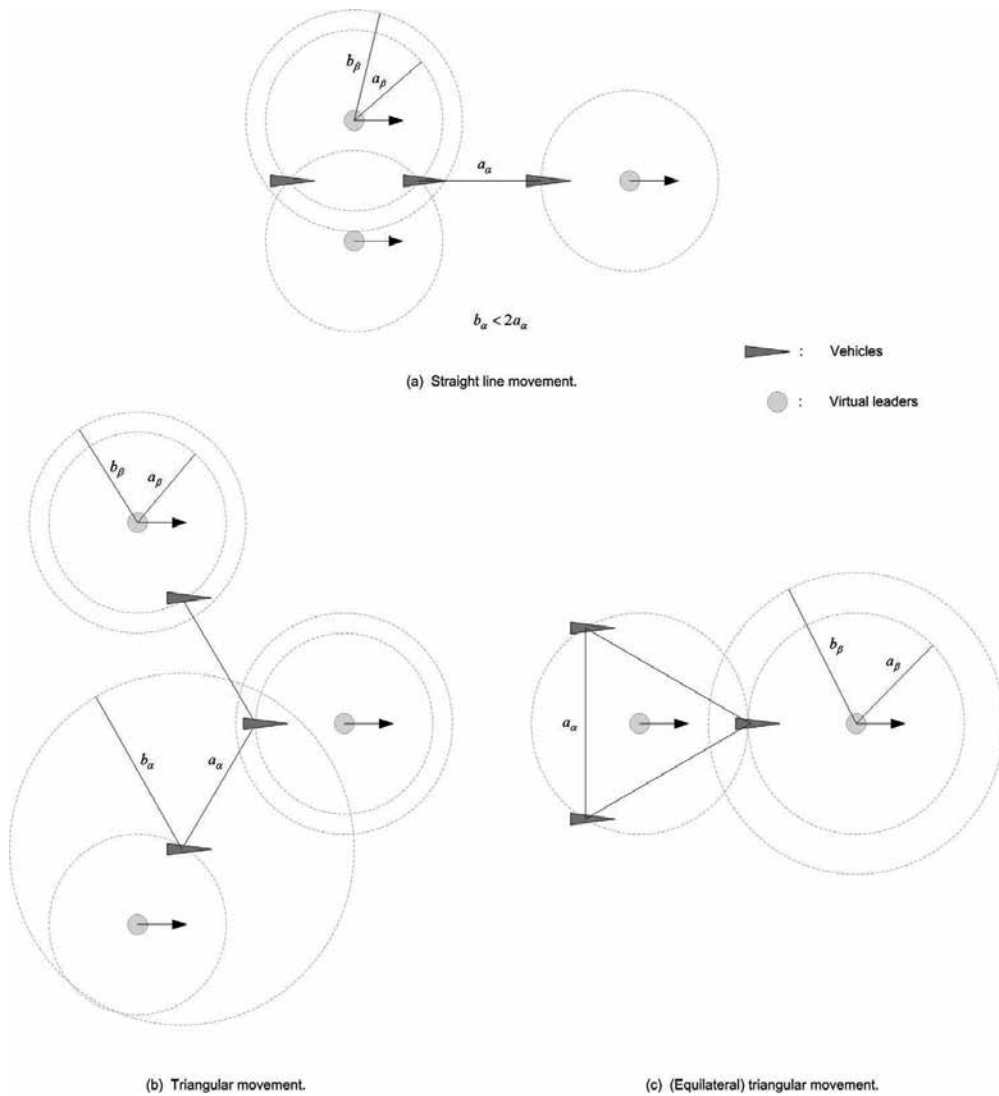 b_β
a_β
a_α
b_α < 2a_α
: Vehicles
(a) Straight line movement.
: Virtual leaders
b_β
a_β
b_β
a_β
a_α
b_α
a_α
(b) Triangular movement.
(c) (Equilateral) triangular movement.